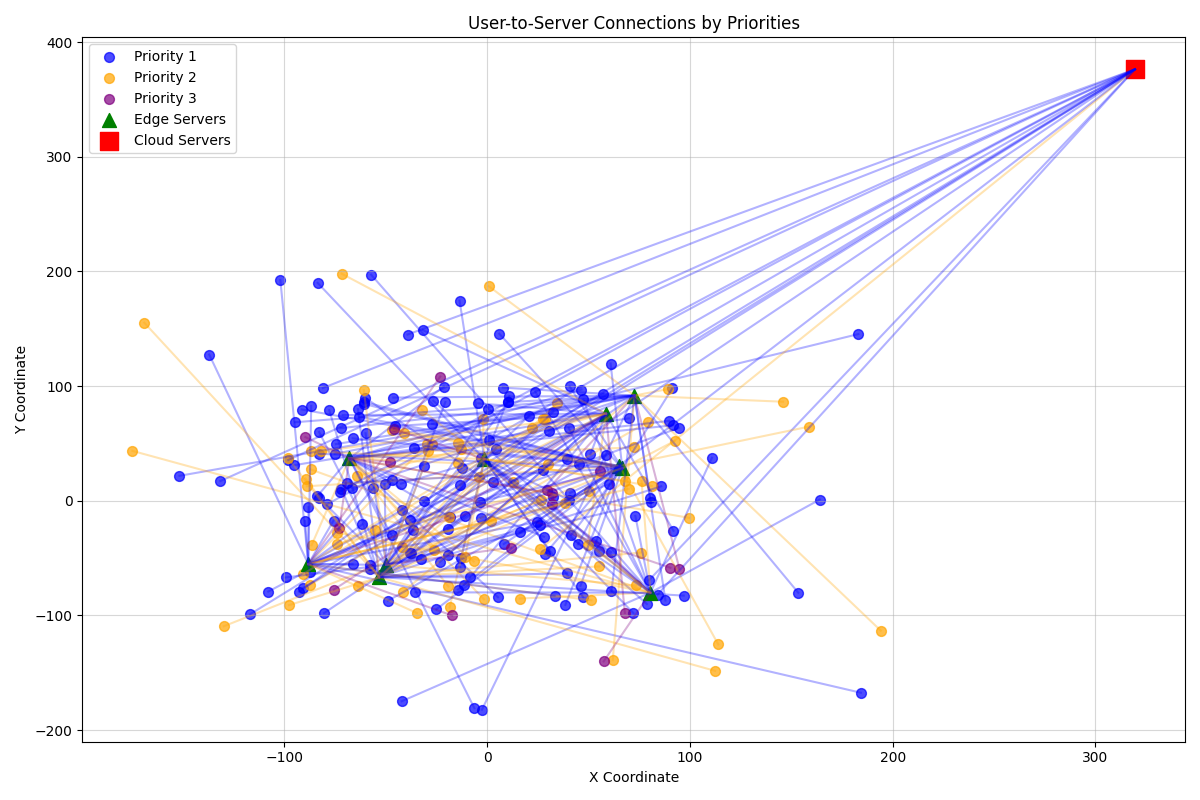 User-to-Server Connections by Priorities
400
300
200
100
0
−100
−200
Y Coordinate
Priority 1
Priority 2
Priority 3
Edge Servers
Cloud Servers
−100
0
100
200
300
X Coordinate